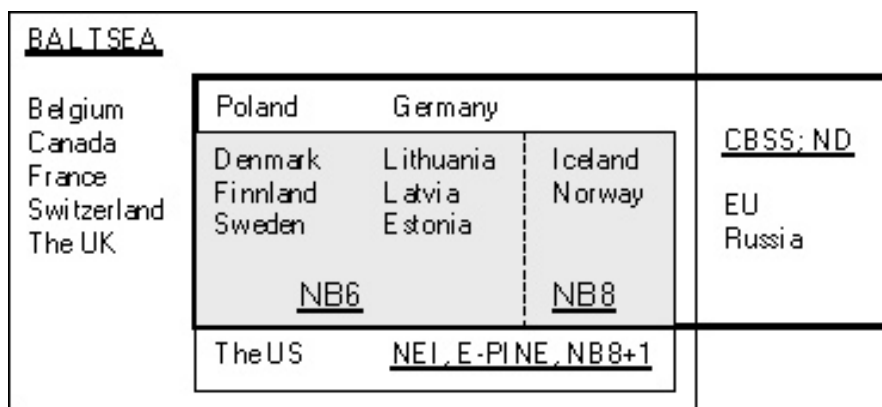 BALTSEA
Belgium
Canada
France
Switzerland
The UK
Poland Germany
Denmark Lithuania Iceland
Finnland Latvia Norway
Sweden Estonia
NB6 NB8
The US NEI, E-PINE, NB8+1
CBSS; ND
EU
Russia